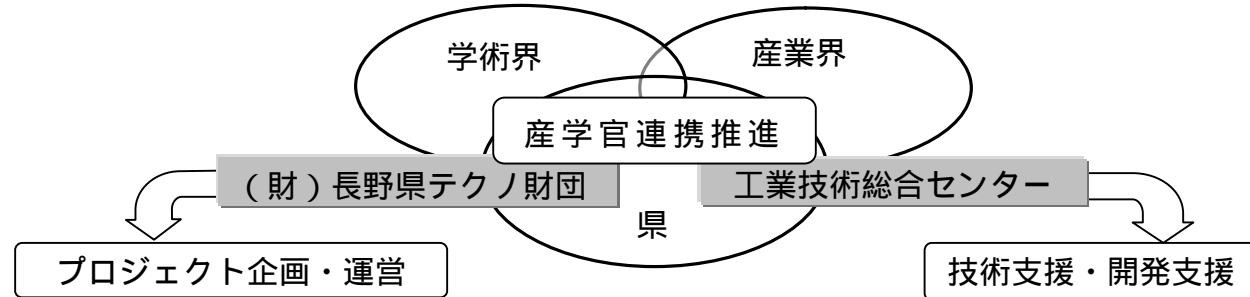 学術界
産業界
産学官連携推進
（財）長野県テクノ財団
工業技術総合センター
県
プロジェクト企画・運営
技術支援・開発支援